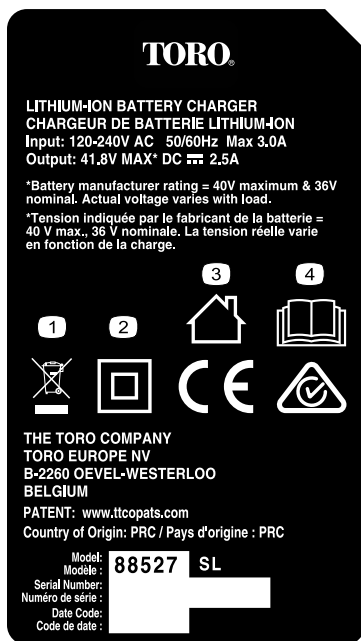 TORO®
LITHIUM-ION BATTERY CHARGER
CHARGEUR DE BATTERIE LITHIUM-ION
Input: 120-240V AC 50/60Hz Max 3.0A
Output: 41.8V MAX* DC ⎓ 2.5A
*Battery manufacturer rating = 40V maximum & 36V
nominal. Actual voltage varies with load.
*Tension indiquée par le fabricant de la batterie =
40 V max., 36 V nominale. La tension réelle varie
en fonction de la charge.
3 4
1 2
CE
THE TORO COMPANY
TORO EUROPE NV
B-2260 OEVEL-WESTERLOO
BELGIUM
PATENT: www.ttcopats.com
Country of Origin: PRC / Pays d'origine : PRC
Model:
Modèle : 88527 SL
Serial Number:
Numéro de série :
Date Code:
Code de date :